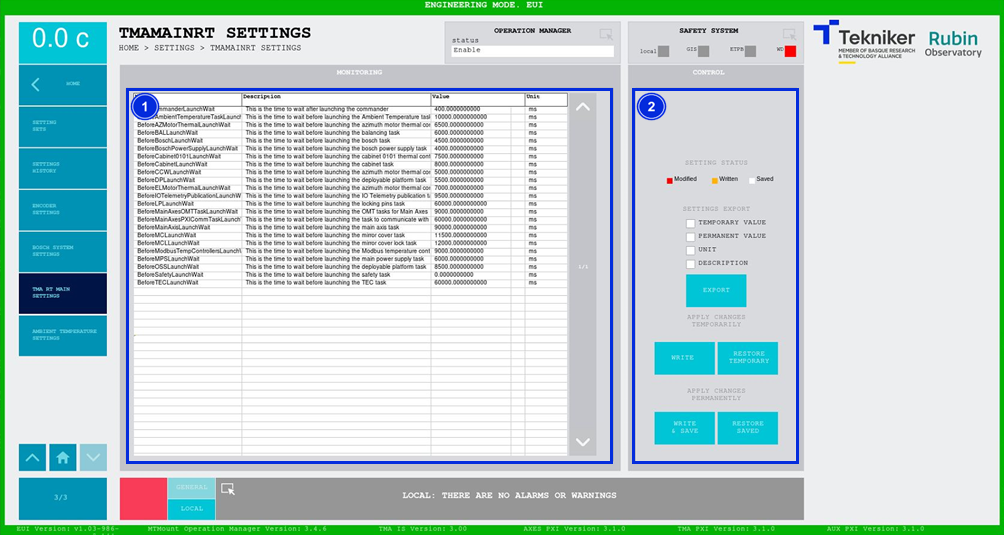 ENGINEERING MODE. EUI
0.0 c
TMAMAINRT SETTINGS
HOME > SETTINGS > TMAMAINRT SETTINGS
OPERATION MANAGER
status
Enable
SAFETY SYSTEM
local
GIS
ETPB
WD
Tekniker
MEMBER OF BASQUE RESEARCH
& TECHNOLOGY ALLIANCE
Rubin
Observatory
HOME
SETTING
SETS
SETTINGS
HISTORY
ENCODER
SETTINGS
BOSCH SYSTEM
SETTINGS
TMA RT MAIN
SETTINGS
AMBIENT TEMPERATURE
SETTINGS
3/3
MONITORING
1
Description Value Unit
This is the time to wait after launching the commander 400.0000000000 ms
This is the time to wait before launching the Ambient Temperature tas 10000.0000000000 ms
BeforeAZMotorThermalLaunchWait This is the time to wait before launching the azimuth motor thermal co 6500.0000000000 ms
BeforeBALLaunchWait This is the time to wait before launching the balancing task 6000.0000000000 ms
BeforeBoschLaunchWait This is the time to wait before launching the bosch task 4500.0000000000 ms
BeforeBoschPowerSupplyLaunchWait This is the time to wait before launching the bosch power supply task 4000.0000000000 ms
BeforeCabinet0101LaunchWait This is the time to wait before launching the cabinet 0101 thermal cont 7500.0000000000 ms
BeforeCabinetLaunchWait This is the time to wait before launching the cabinet task 8000.0000000000 ms
BeforeCCWLaunchWait This is the time to wait before launching the azimuth motor thermal co 5000.0000000000 ms
BeforeDPLaunchWait This is the time to wait before launching the deployable platform task 5500.0000000000 ms
BeforeELMotorThermalLaunchWait This is the time to wait before launching the azimuth motor thermal co 7000.0000000000 ms
BeforeIOTelemetryPublicationLaunchW This is the time to wait before launching the IO Telemetry publication t 9500.0000000000 ms
BeforeLPLaunchWait This is the time to wait before launching the locking pins task 60000.0000000000 ms
BeforeMainAxesOMTTaskLaunchWait This is the time to wait before launching the OMT tasks for Main Axes 9000.0000000000 ms
BeforeMainAxesPXICommTaskLaunch This is the time to wait before launching the task to communicate with 60000.0000000000 ms
BeforeMainAxisLaunchWait This is the time to wait before launching the main axis task 90000.0000000000 ms
BeforeMCLaunchWait This is the time to wait before launching the mirror cover task 11500.0000000000 ms
BeforeMCLLaunchWait This is the time to wait before launching the mirror cover lock task 12000.0000000000 ms
BeforeModbusTempControllersLaunch This is the time to wait before launching the Modbus temperature cont 9000.0000000000 ms
BeforeMPSLaunchWait This is the time to wait before launching the main power supply task 6000.0000000000 ms
BeforeOSSLaunchWait This is the time to wait before launching the deployable platform task 8500.0000000000 ms
BeforeSafetyLaunchWait This is the time to wait before launching the safety task 0.0000000000 ms
BeforeTECLaunchWait This is the time to wait before launching the TEC task 60000.0000000000 ms
1/1
CONTROL
2
SETTING STATUS
Modified
Written
Saved
SETTINGS EXPORT
TEMPORARY VALUE
PERMANENT VALUE
UNIT
DESCRIPTION
EXPORT
APPLY CHANGES
TEMPORARILY
WRITE
RESTORE
TEMPORARY
APPLY CHANGES
PERMANENTLY
WRITE
& SAVE
RESTORE
SAVED
GENERAL
LOCAL
LOCAL: THERE ARE NO ALARMS OR WARNINGS
EUI Version: v1.03-986-
MTMount Operation Manager Version: 3.4.6
TMA IS Version: 3.00
AXES PXI Version: 3.1.0
TMA PXI Version: 3.1.0
AUX PXI Version: 3.1.0